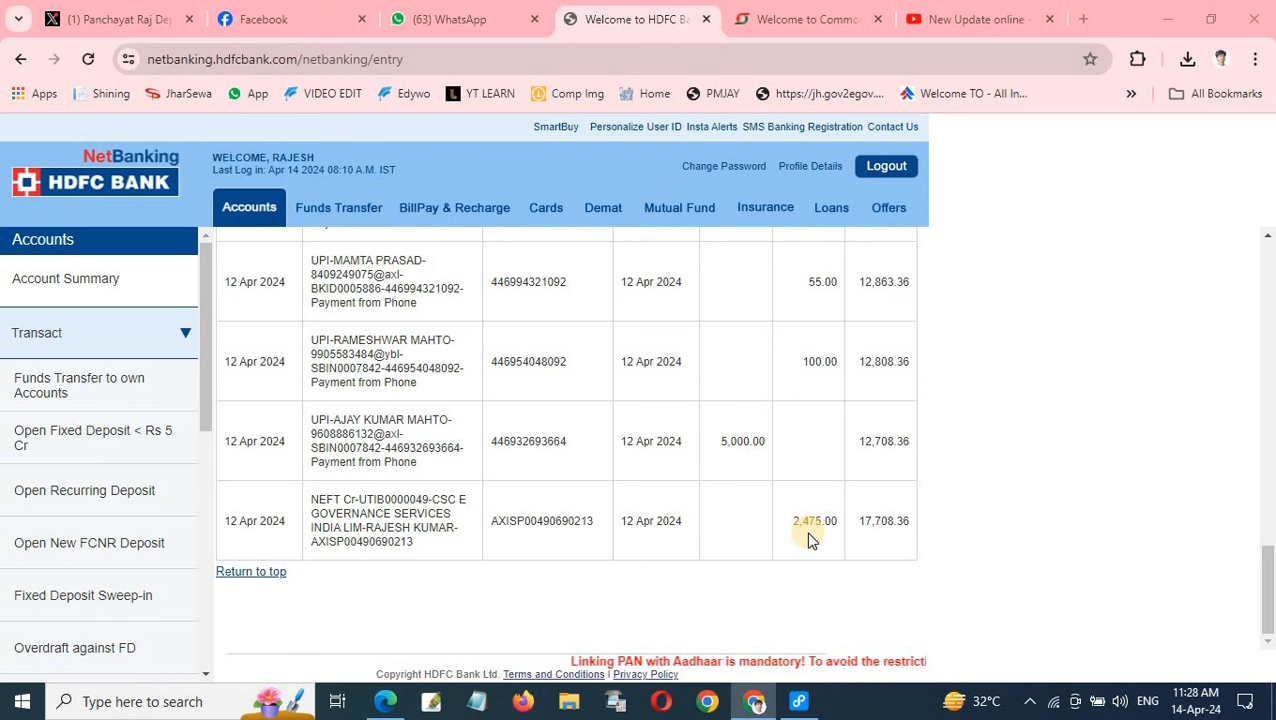 (1) Panchayat Raj De
Facebook
(63) WhatsApp
Welcome to HDFC Ba
Welcome to Commo
New Update online -
netbanking.hdfcbank.com/netbanking/entry
Apps
Shining
JharSewa
App
VIDEO EDIT
Edywo
YT LEARN
Comp Img
Home
PMJAY
https://jh.gov2egov....
Welcome TO - All In...
All Bookmarks
SmartBuy Personalize User ID Insta Alerts SMS Banking Registration Contact Us
NetBanking
HDFC BANK
WELCOME, RAJESH
Last Log in: Apr 14 2024 08:10 A.M. IST
Change Password Profile Details Logout
Accounts Funds Transfer BillPay & Recharge Cards Demat Mutual Fund Insurance Loans Offers
Accounts
Account Summary
Transact
Funds Transfer to own
Accounts
Open Fixed Deposit < Rs 5
Cr
Open Recurring Deposit
Open New FCNR Deposit
Fixed Deposit Sweep-in
Overdraft against FD
12 Apr 2024
UPI-MAMTA PRASAD-
8409249075@axl-
BKID0005886-446994321092-
Payment from Phone
446994321092
12 Apr 2024
55.00
12,863.36
12 Apr 2024
UPI-RAMESHWAR MAHTO-
9905583484@ybl-
SBIN0007842-446954048092-
Payment from Phone
446954048092
12 Apr 2024
100.00
12,808.36
12 Apr 2024
UPI-AJAY KUMAR MAHTO-
9608886132@axl-
SBIN0007842-446932693664-
Payment from Phone
446932693664
12 Apr 2024
5,000.00
12,708.36
12 Apr 2024
NEFT Cr-UTIB0000049-CSC E
GOVERNANCE SERVICES
INDIA LIM-RAJESH KUMAR-
AXISP00490690213
AXISP00490690213
12 Apr 2024
2,475.00
17,708.36
Return to top
Linking PAN with Aadhaar is mandatory! To avoid the restricti
Copyright HDFC Bank Ltd. Terms and Conditions I Privacy Policy
Type here to search
32°C
ENG
11:28 AM
14-Apr-24